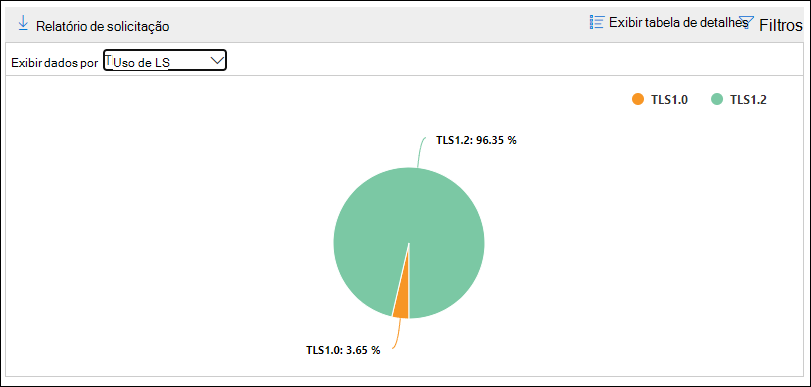 Relatório de solicitação
Exibir tabela de detalhes
Filtros
Exibir dados por
TUso de LS
TLS1.0
TLS1.2
TLS1.2: 96.35 %
TLS1.0: 3.65 %